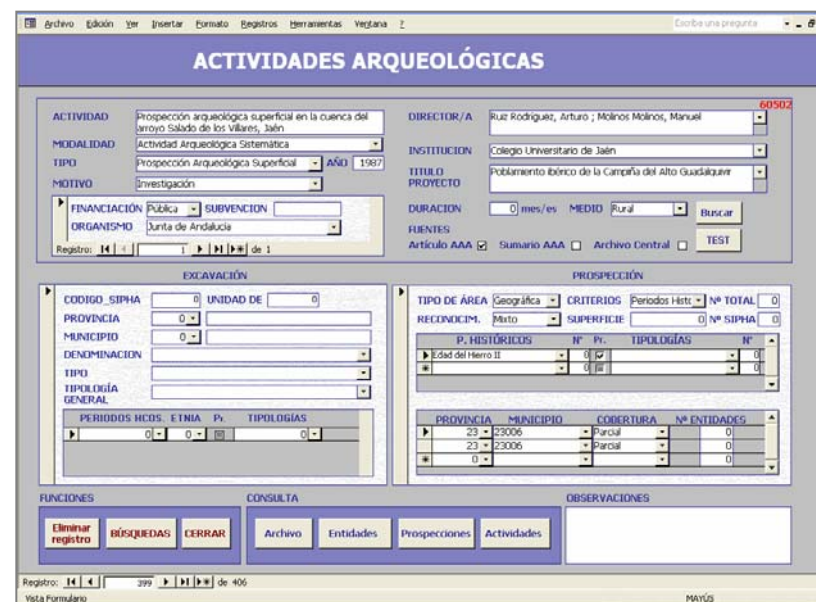 Archivo Edición Ver Insertar Formato Registros Herramientas Ventana ? Escriba una pregunta
ACTIVIDADES ARQUEOLÓGICAS
60502
ACTIVIDAD Prospección arqueológica superficial en la cuenca del arroyo Salado de los Villares, Jaén
MODALIDAD Actividad Arqueológica Sistemática
TIPO Prospección Arqueológica Superficial AÑO 1987
MOTIVO Investigación
FINANCIACIÓN Pública SUBVENCION
ORGANISMO Junta de Andalucía
Registro: 1 de 1
DIRECTOR/A Ruiz Rodríguez, Arturo ; Molinos Molinos, Manuel
INSTITUCION Colegio Universitario de Jaén
TITULO PROYECTO Poblamiento ibérico de la Campiña del Alto Guadalquivir
DURACION 0 mes/es MEDIO Rural Buscar
FUENTES
Artículo AAA Sumario AAA Archivo Central TEST
EXCAVACIÓN
CODIGO_SIPHA 0 UNIDAD DE 0
PROVINCIA 0
MUNICIPIO 0
DENOMINACION
TIPO
TIPOLOGÍA GENERAL
PERIODOS HCOS. ETNIA Pr. TIPOLOGÍAS
0 0 0
PROSPECCIÓN
TIPO DE ÁREA Geográfica CRITERIOS Periodos Histc Nº TOTAL 0
RECONOCIM. Mixto SUPERFICIE 0 Nº SIPHA 0
P. HISTÓRICOS Nº Pr. TIPOLOGÍAS Nº
Edad del Hierro II 0 0
0 0
PROVINCIA MUNICIPIO COBERTURA Nº ENTIDADES
23 23006 Parcial 0
23 23006 Parcial 0
0 0
FUNCIONES
Eliminar registro BÚSQUEDAS CERRAR
CONSULTA
Archivo Entidades Prospecciones Actividades
OBSERVACIONES
Registro: 399 de 406
Vista Formulario MAYÚS